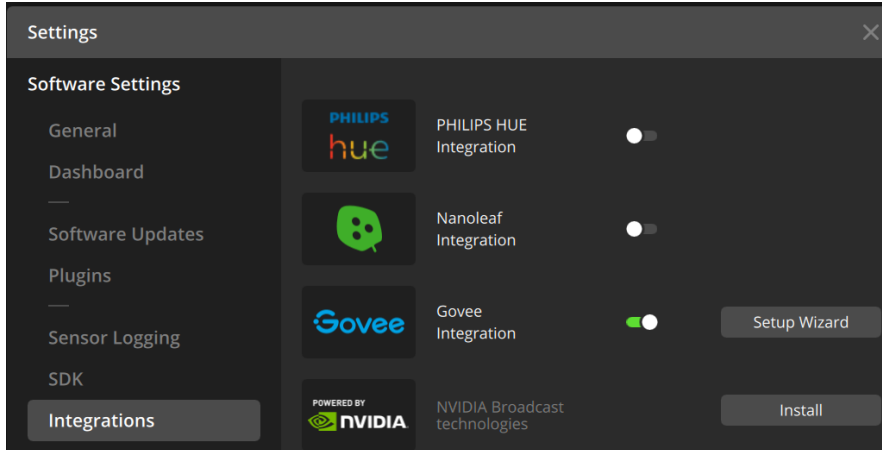 Settings
Software Settings
General
Dashboard
Software Updates
Plugins
Sensor Logging
SDK
Integrations
PHILIPS
hue
PHILIPS HUE
Integration
Nanoleaf
Integration
Govee
Govee
Integration
Setup Wizard
POWERED BY
NVIDIA
NVIDIA Broadcast
technologies
Install